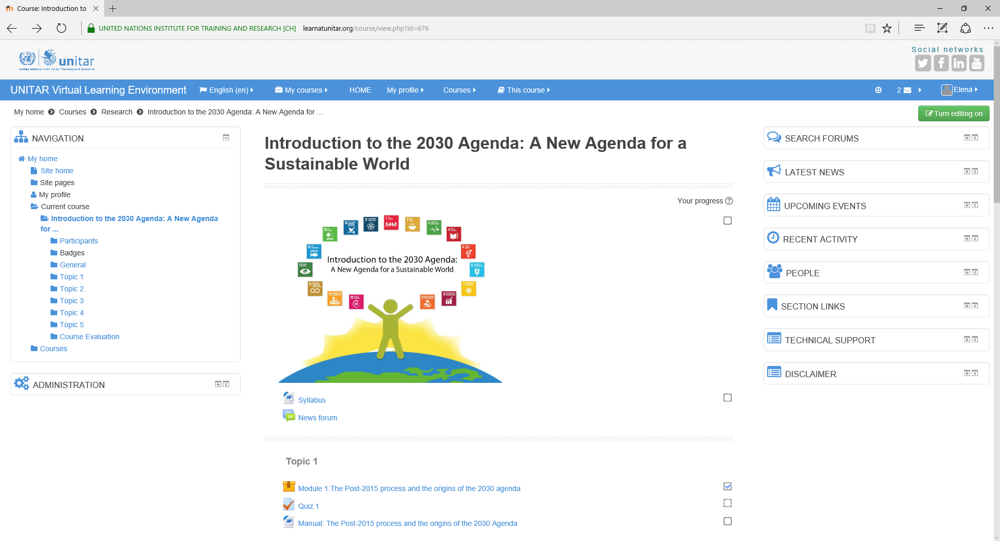 Course: Introduction to
UNITED NATIONS INSTITUTE FOR TRAINING AND RESEARCH [CH] learnatunitar.org/course/view.php?id=676
unitar
United Nations Institute for Training and Research
Social networks
UNITAR Virtual Learning Environment English (en) My courses HOME My profile Courses This course 2 Elena
My home Courses Research Introduction to the 2030 Agenda: A New Agenda for ...
Turn editing on
NAVIGATION
My home
Site home
Site pages
My profile
Current course
Introduction to the 2030 Agenda: A New Agenda
for ...
Participants
Badges
General
Topic 1
Topic 2
Topic 3
Topic 4
Topic 5
Course Evaluation
Courses
ADMINISTRATION
Introduction to the 2030 Agenda: A New Agenda for a
Sustainable World
Your progress
Introduction to the 2030 Agenda:
A New Agenda for a Sustainable World
Syllabus
News forum
Topic 1
Module 1.The Post-2015 process and the origins of the 2030 agenda
Quiz 1
Manual: The Post-2015 process and the origins of the 2030 Agenda
SEARCH FORUMS
LATEST NEWS
UPCOMING EVENTS
RECENT ACTIVITY
PEOPLE
SECTION LINKS
TECHNICAL SUPPORT
DISCLAIMER